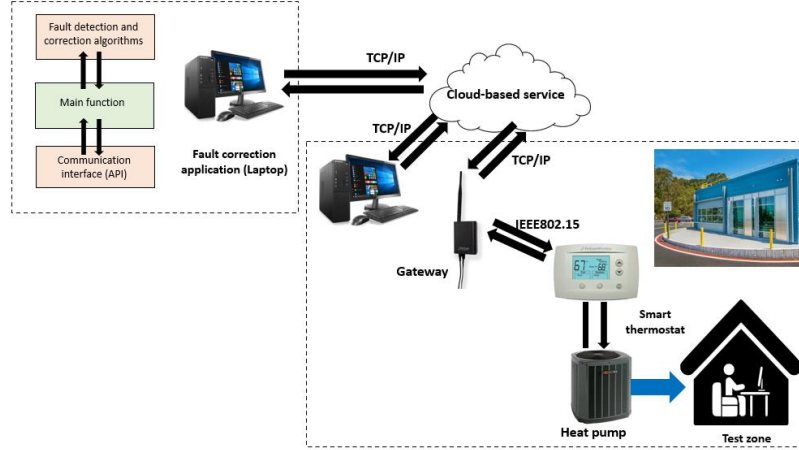 Fault detection and
correction algorithms
Main function
Communication
interface (API)
Fault correction
application (Laptop)
TCP/IP
Cloud-based service
TCP/IP
TCP/IP
IEEE802.15
Gateway
67
Smart
thermostat
Heat pump
Test zone